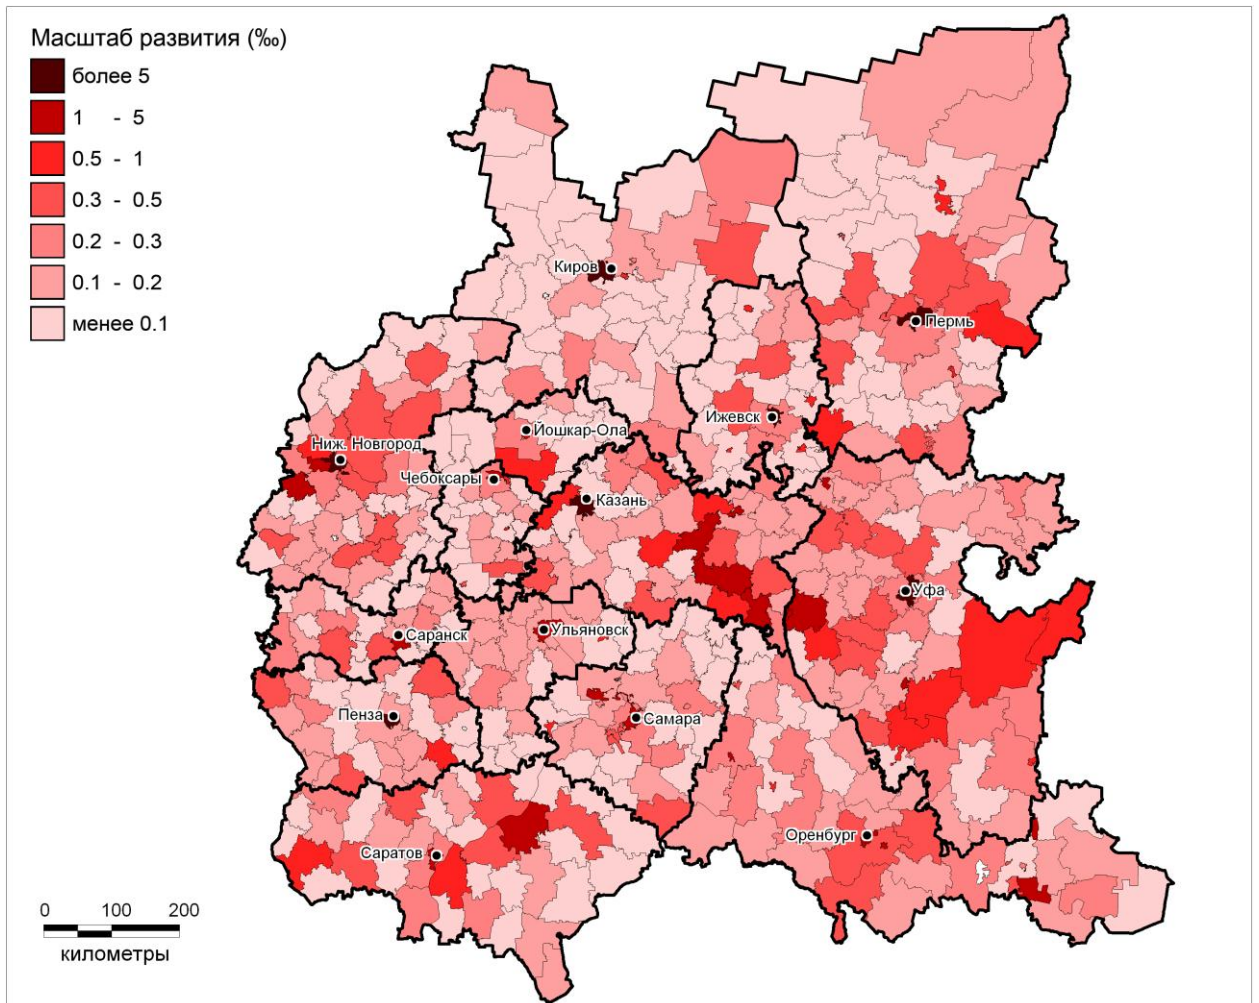 Масштаб развития (‰)
более 5
1 - 5
0.5 - 1
0.3 - 0.5
0.2 - 0.3
0.1 - 0.2
менее 0.1
Киров
Пермь
Ижевск
Йошкар-Ола
Ниж. Новгород
Чебоксары
Казань
Уфа
Ульяновск
Саранск
Пенза
Самара
Оренбург
Саратов
0 100 200
километры